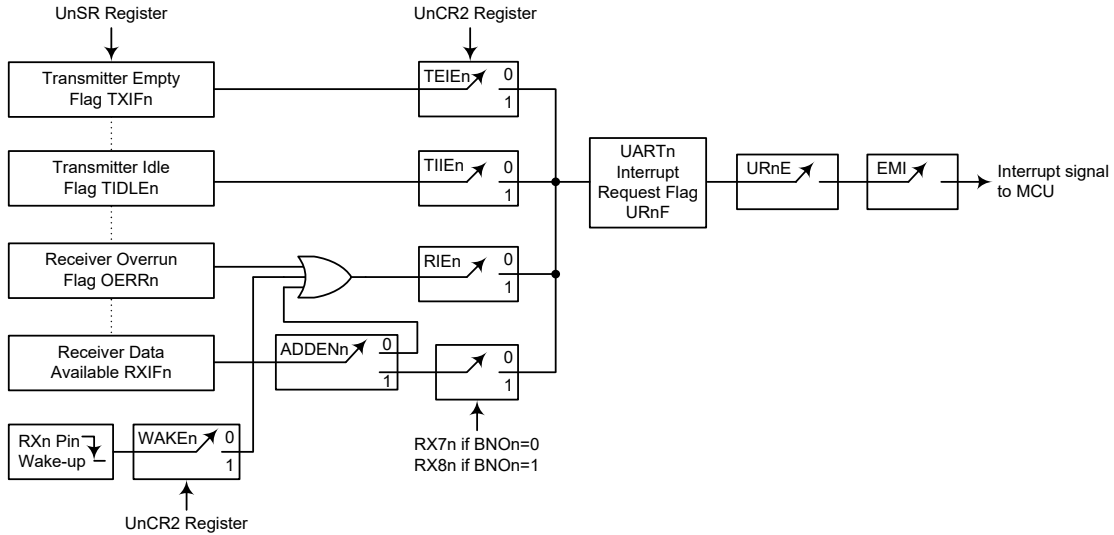 UnSR Register
UnCR2 Register
Transmitter Empty
Flag TXIFn
TEIEn
0
1
Transmitter Idle
Flag TIDLEn
TIIEn
0
1
UARTn
Interrupt
Request Flag
URnF
URnE
EMI
Interrupt signal
to MCU
Receiver Overrun
Flag OERRn
RIEn
0
1
Receiver Data
Available RXIFn
ADDENn
0
1
0
1
RX7n if BNOn=0
RX8n if BNOn=1
RXn Pin
Wake-up
WAKEn
0
1
UnCR2 Register